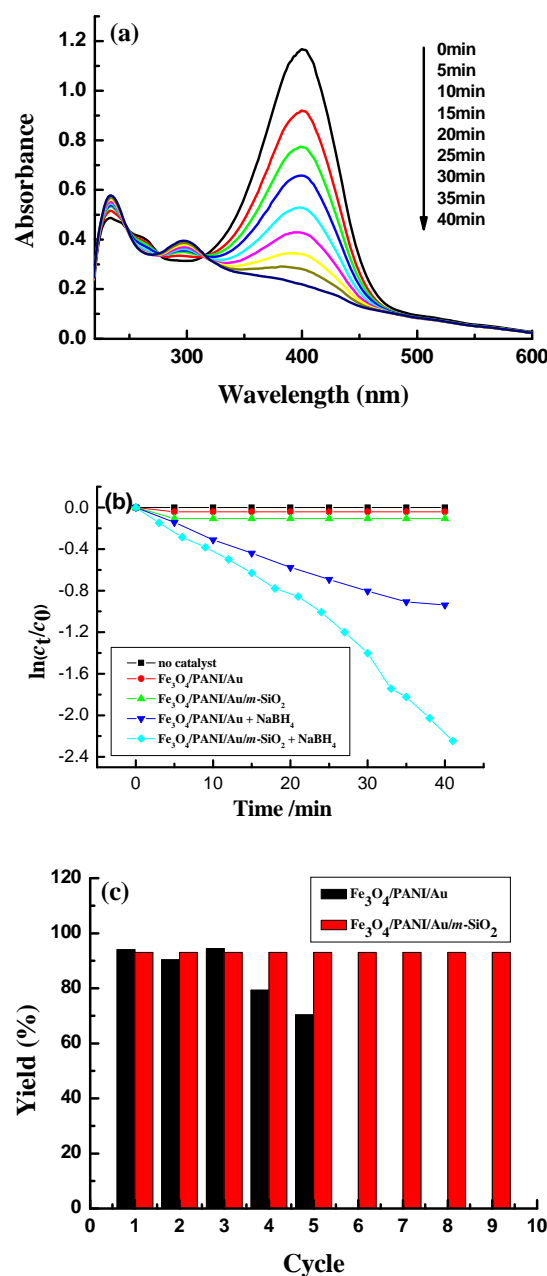 (a)
1.2
1.0
0.8
0.6
0.4
0.2
0.0
Absorbance
0min
5min
10min
15min
20min
25min
30min
35min
40min
300
400
500
600
Wavelength (nm)
(b)
0.0
-0.4
-0.8
-1.2
-1.6
-2.0
-2.4
ln(ct/c0)
no catalyst
Fe3O4/PANI/Au
Fe3O4/PANI/Au/m-SiO2
Fe3O4/PANI/Au + NaBH4
Fe3O4/PANI/Au/m-SiO2 + NaBH4
0
10
20
30
40
Time /min
(c)
120
100
80
60
40
20
0
Yield (%)
Fe3O4/PANI/Au
Fe3O4/PANI/Au/m-SiO2
0 1 2 3 4 5 6 7 8 9 10
Cycle